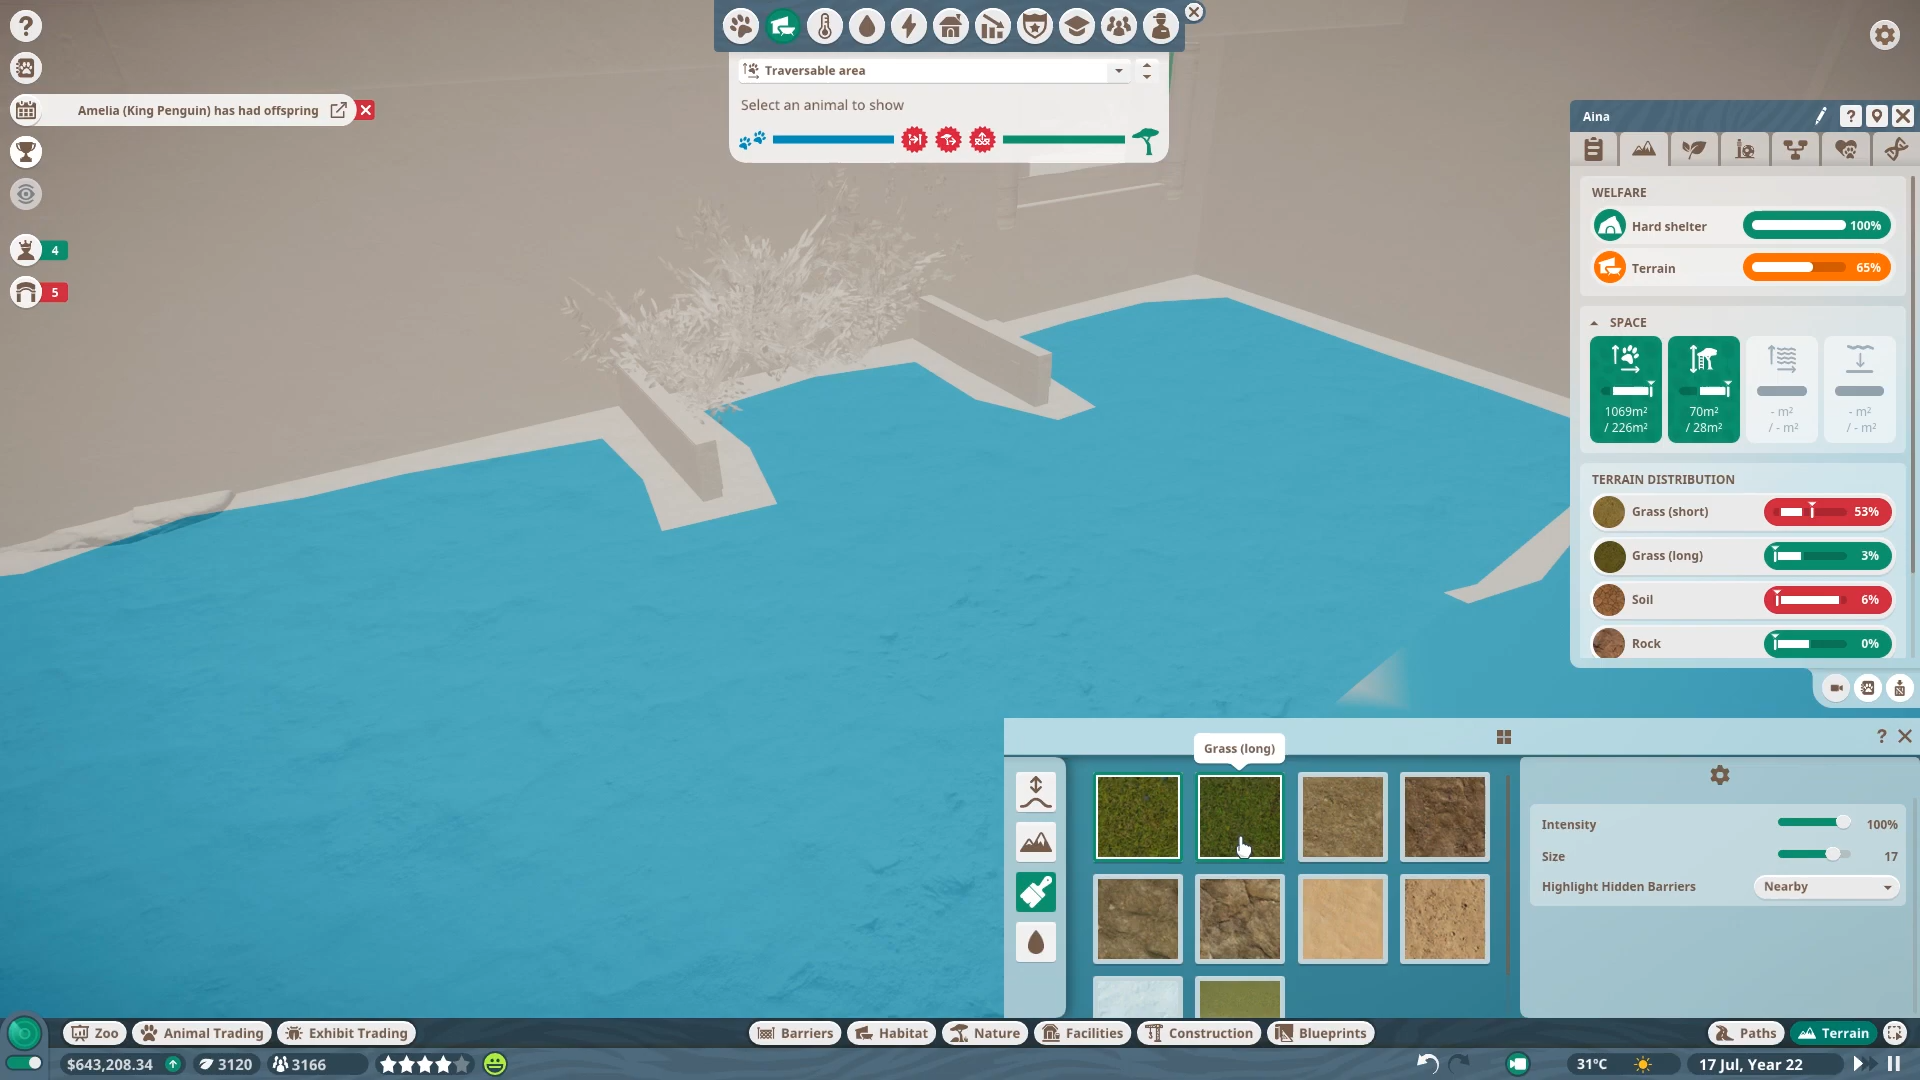 ?
Traversable area
Select an animal to show
Amelia (King Penguin) has had offspring
4
5
Aina
?
WELFARE
Hard shelter 100%
Terrain 65%
SPACE
1069m² / 226m²
70m² / 28m²
- m² / - m²
- m² / - m²
TERRAIN DISTRIBUTION
Grass (short) 53%
Grass (long) 3%
Soil 6%
Rock 0%
?
Grass (long)
Intensity 100%
Size 17
Highlight Hidden Barriers Nearby
Zoo Animal Trading Exhibit Trading Barriers Habitat Nature Facilities Construction Blueprints Paths Terrain
$643,208.34 3120 3166 31°C 17 Jul, Year 22